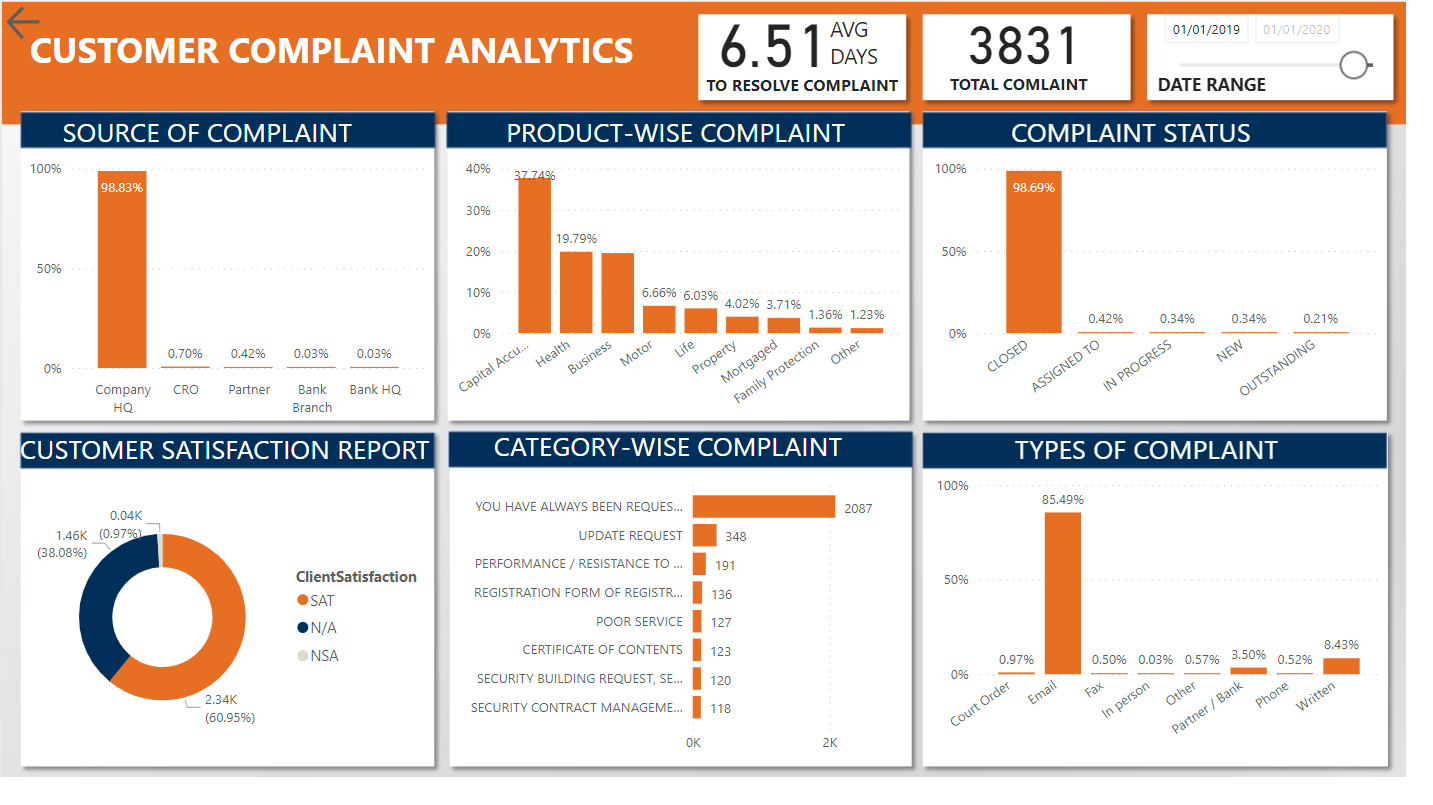 CUSTOMER COMPLAINT ANALYTICS
6.51 AVG DAYS
TO RESOLVE COMPLAINT
3831
TOTAL COMLAINT
01/01/2019 01/01/2020
DATE RANGE
SOURCE OF COMPLAINT
100%
50%
0%
98.83%
0.70%
0.42%
0.03%
0.03%
Company HQ
CRO
Partner
Bank Branch
Bank HQ
PRODUCT-WISE COMPLAINT
40%
30%
20%
10%
0%
37.74%
19.79%
6.66%
6.03%
4.02%
3.71%
1.36%
1.23%
Capital Accu...
Health
Business
Motor
Life
Property
Mortgaged
Family Protection
Other
COMPLAINT STATUS
100%
50%
0%
98.69%
0.42%
0.34%
0.34%
0.21%
CLOSED
ASSIGNED TO
IN PROGRESS
NEW
OUTSTANDING
CUSTOMER SATISFACTION REPORT
0.04K
(0.97%)
1.46K
(38.08%)
2.34K
(60.95%)
ClientSatisfaction
SAT
N/A
NSA
CATEGORY-WISE COMPLAINT
YOU HAVE ALWAYS BEEN REQUES... 2087
UPDATE REQUEST 348
PERFORMANCE / RESISTANCE TO ... 191
REGISTRATION FORM OF REGISTR... 136
POOR SERVICE 127
CERTIFICATE OF CONTENTS 123
SECURITY BUILDING REQUEST, SE... 120
SECURITY CONTRACT MANAGEME... 118
0K 2K
TYPES OF COMPLAINT
100%
50%
0%
0.97%
85.49%
0.50%
0.03%
0.57%
3.50%
0.52%
8.43%
Court Order
Email
Fax
In person
Other
Partner / Bank
Phone
Written